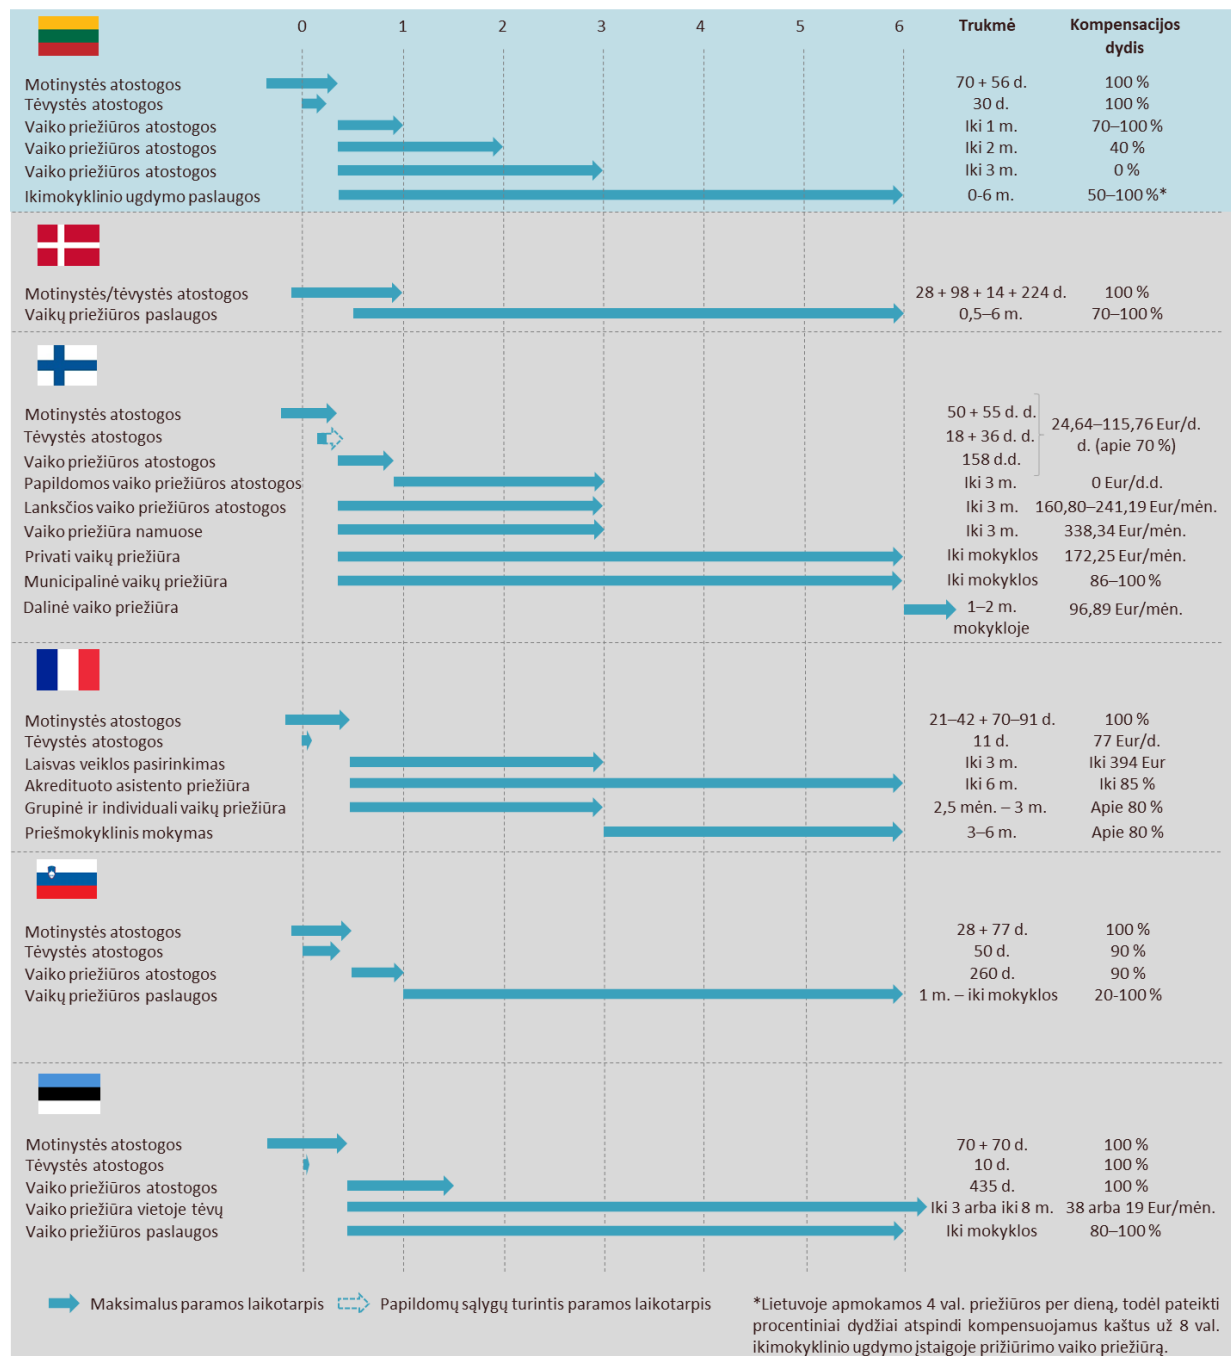 0 1 2 3 4 5 6 Trukmė Kompensacijos
dydis
Motinystės atostogos 70 + 56 d. 100 %
Tėvystės atostogos 30 d. 100 %
Vaiko priežiūros atostogos Iki 1 m. 70–100 %
Vaiko priežiūros atostogos Iki 2 m. 40 %
Vaiko priežiūros atostogos Iki 3 m. 0 %
Ikimokyklinio ugdymo paslaugos 0-6 m. 50–100 %*
Motinystės/tėvystės atostogos 28 + 98 + 14 + 224 d. 100 %
Vaikų priežiūros paslaugos 0,5–6 m. 70–100 %
Motinystės atostogos 50 + 55 d. d.
24,64–115,76 Eur/d.
Tėvystės atostogos 18 + 36 d. d.
d. (apie 70 %)
Vaiko priežiūros atostogos 158 d.d.
Papildomos vaiko priežiūros atostogos Iki 3 m. 0 Eur/d.d.
Lanksčios vaiko priežiūros atostogos Iki 3 m. 160,80–241,19 Eur/mėn.
Vaiko priežiūra namuose Iki 3 m. 338,34 Eur/mėn.
Privati vaikų priežiūra Iki mokyklos 172,25 Eur/mėn.
Municipalinė vaikų priežiūra Iki mokyklos 86–100 %
Dalinė vaiko priežiūra 1–2 m. 96,89 Eur/mėn.
mokykloje
Motinystės atostogos 21–42 + 70–91 d. 100 %
Tėvystės atostogos 11 d. 77 Eur/d.
Laisvas veiklos pasirinkimas Iki 3 m. Iki 394 Eur
Akredituoto asistento priežiūra Iki 6 m. Iki 85 %
Grupinė ir individuali vaikų priežiūra 2,5 mėn. – 3 m. Apie 80 %
Priešmokyklinis mokymas 3–6 m. Apie 80 %
Motinystės atostogos 28 + 77 d. 100 %
Tėvystės atostogos 50 d. 90 %
Vaiko priežiūros atostogos 260 d. 90 %
Vaikų priežiūros paslaugos 1 m. – iki mokyklos 20-100 %
Motinystės atostogos 70 + 70 d. 100 %
Tėvystės atostogos 10 d. 100 %
Vaiko priežiūros atostogos 435 d. 100 %
Vaiko priežiūra vietoje tėvų Iki 3 arba iki 8 m. 38 arba 19 Eur/mėn.
Vaiko priežiūros paslaugos Iki mokyklos 80–100 %
Maksimalus paramos laikotarpis Papildomų sąlygų turintis paramos laikotarpis
*Lietuvoje apmokamos 4 val. priežiūros per dieną, todėl pateikti
procentiniai dydžiai atspindi kompensuojamus kaštus už 8 val.
ikimokyklinio ugdymo įstaigoje prižiūrimo vaiko priežiūrą.